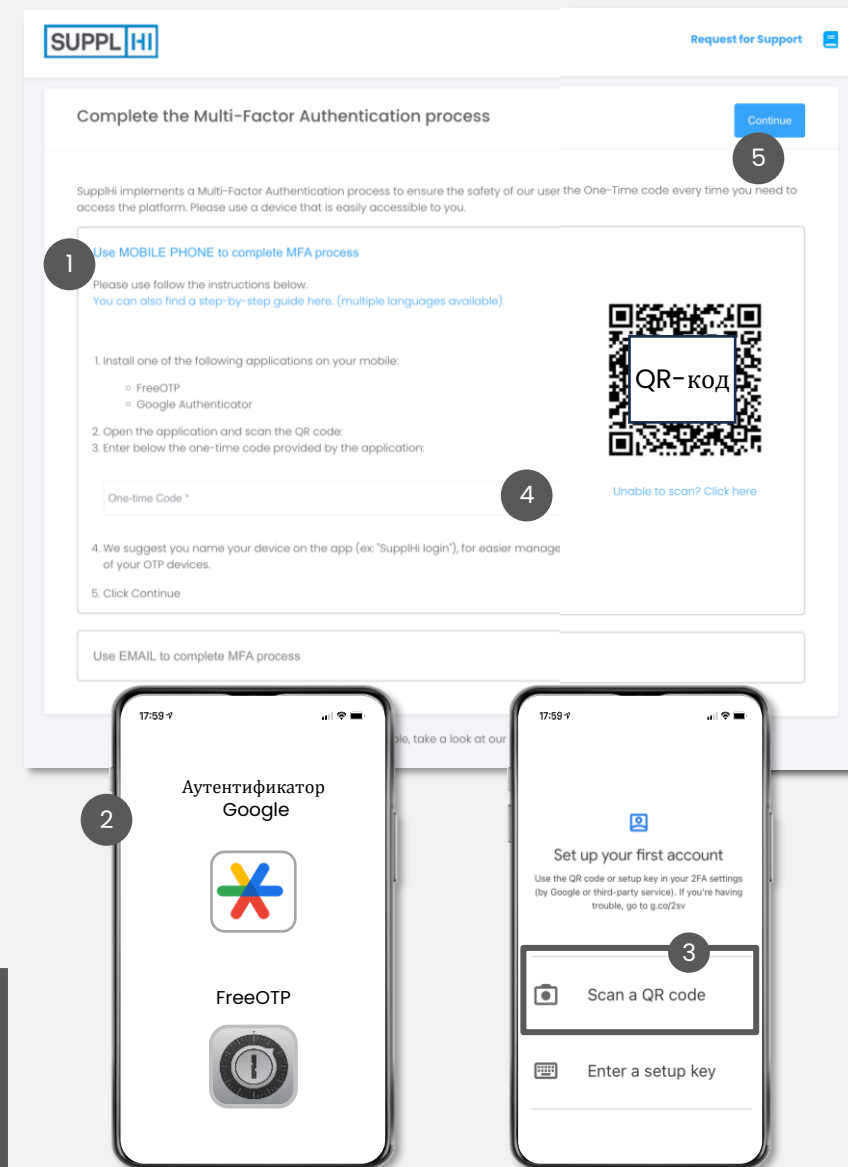 SUPPLHI
Request for Support
Complete the Multi-Factor Authentication process
Continue
5
SupplHi implements a Multi-Factor Authentication process to ensure the safety of our user the One-Time code every time you need to
access the platform. Please use a device that is easily accessible to you.
1
Use MOBILE PHONE to complete MFA process
Please use follow the instructions below.
You can also find a step-by-step guide here. (multiple languages available).
1. Install one of the following applications on your mobile:
FreeOTP
Google Authenticator
2. Open the application and scan the QR code:
3. Enter below the one-time code provided by the application:
One-time Code *
4
QR-код
Unable to scan? Click here
4. We suggest you name your device on the app (ex: "SupplHi login"), for easier manage
of your OTP devices.
5. Click Continue
Use EMAIL to complete MFA process
ble, take a look at our
17:59
2
Аутентификатор
Google
FreeOTP
17:59
Set up your first account
Use the QR code or setup key in your 2FA settings
(by Google or third-party service). If you're having
trouble, go to g.co/2sv
3
Scan a QR code
Enter a setup key